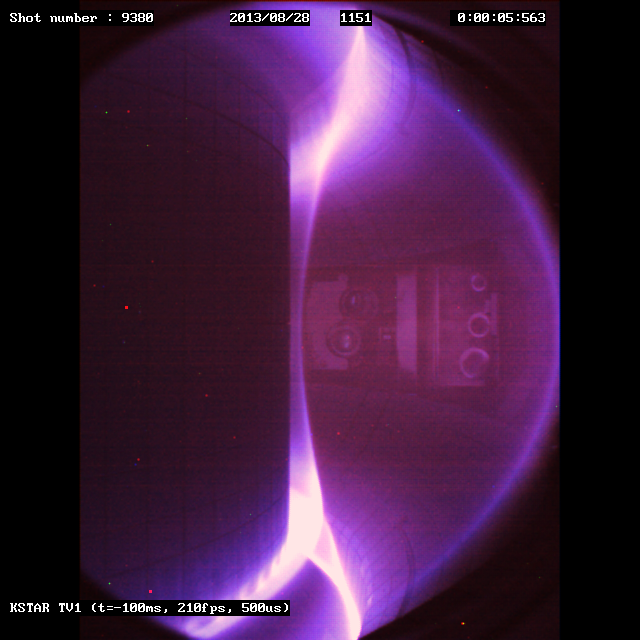 Shot number : 9380 2013/08/28 1151 0:00:05:563
KSTAR TV1 (t=-100ms, 210fps, 500us)